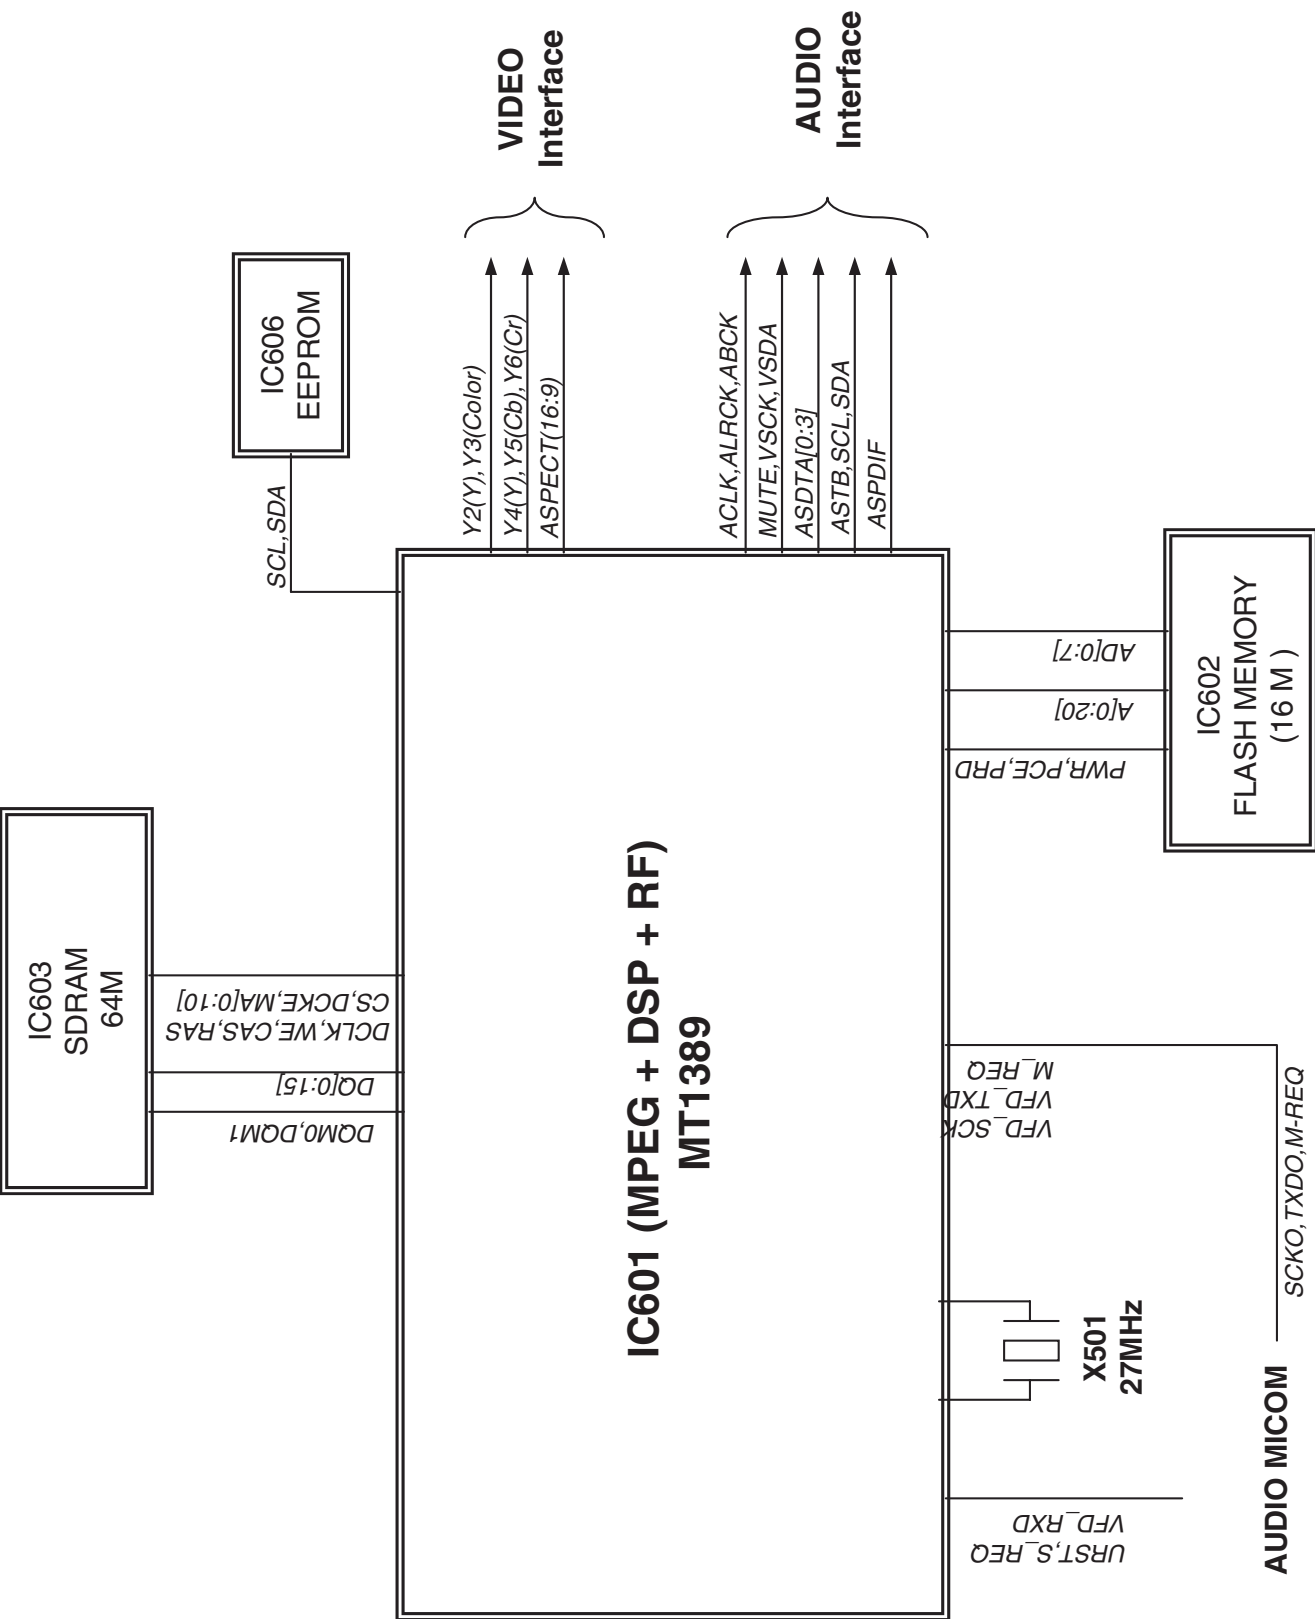 IC603
SDRAM
64M
CS,DCKE,MA[0:10]
DCLK,WE,CAS,RAS
DQ[0:15]
DQM0,DQM1
IC606
EEPROM
SCL,SDA
VIDEO
Interface
Y2(Y),Y3(Color)
Y4(Y),Y5(Cb),Y6(Cr)
ASPECT(16:9)
AUDIO
Interface
ACLK,ALRCK,ABCK
MUTE,VSCK,VSDA
ASDTA[0:3]
ASTB,SCL,SDA
ASPDIF
IC601 (MPEG + DSP + RF)
MT1389
AD[0:7]
A[0:20]
PWR,PCE,PRD
IC602
FLASH MEMORY
(16 M )
M_REQ
VFD_TXD
VFD_SCK
SCKO,TXDO,M-REQ
X501
27MHz
VFD_RXD
URST,S_REQ
AUDIO MICOM